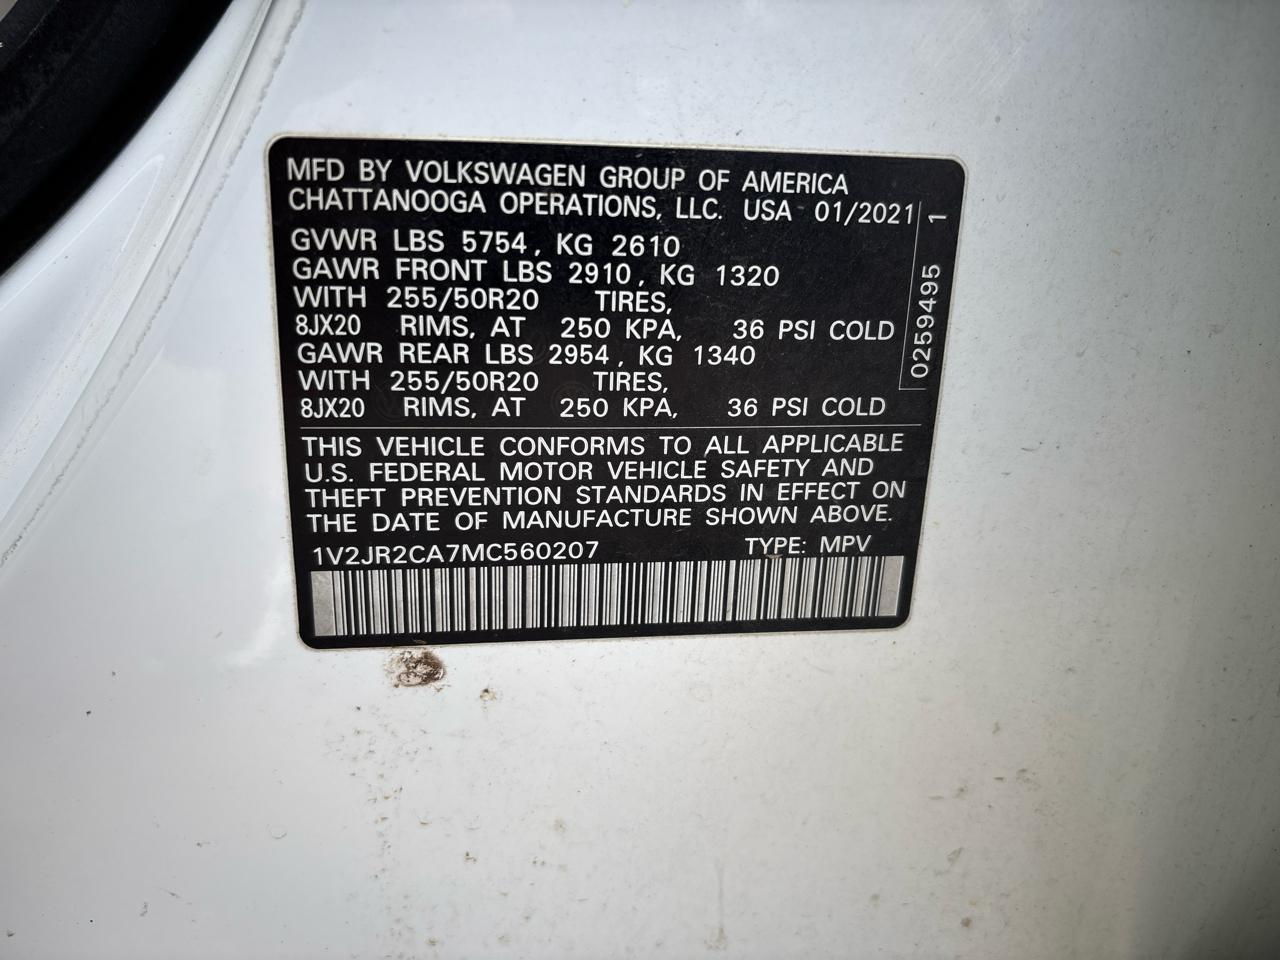 MFD BY VOLKSWAGEN GROUP OF AMERICA
CHATTANOOGA OPERATIONS, LLC. USA 01/2021
GVWR LBS 5754, KG 2610
GAWR FRONT LBS 2910, KG 1320
WITH 255/50R20 TIRES,
8JX20 RIMS, AT 250 KPA, 36 PSI COLD
GAWR REAR LBS 2954, KG 1340
WITH 255/50R20 TIRES,
8JX20 RIMS, AT 250 KPA, 36 PSI COLD
THIS VEHICLE CONFORMS TO ALL APPLICABLE
U.S. FEDERAL MOTOR VEHICLE SAFETY AND
THEFT PREVENTION STANDARDS IN EFFECT ON
THE DATE OF MANUFACTURE SHOWN ABOVE.
1V2JR2CA7MC560207 TYPE: MPV
0259495 1